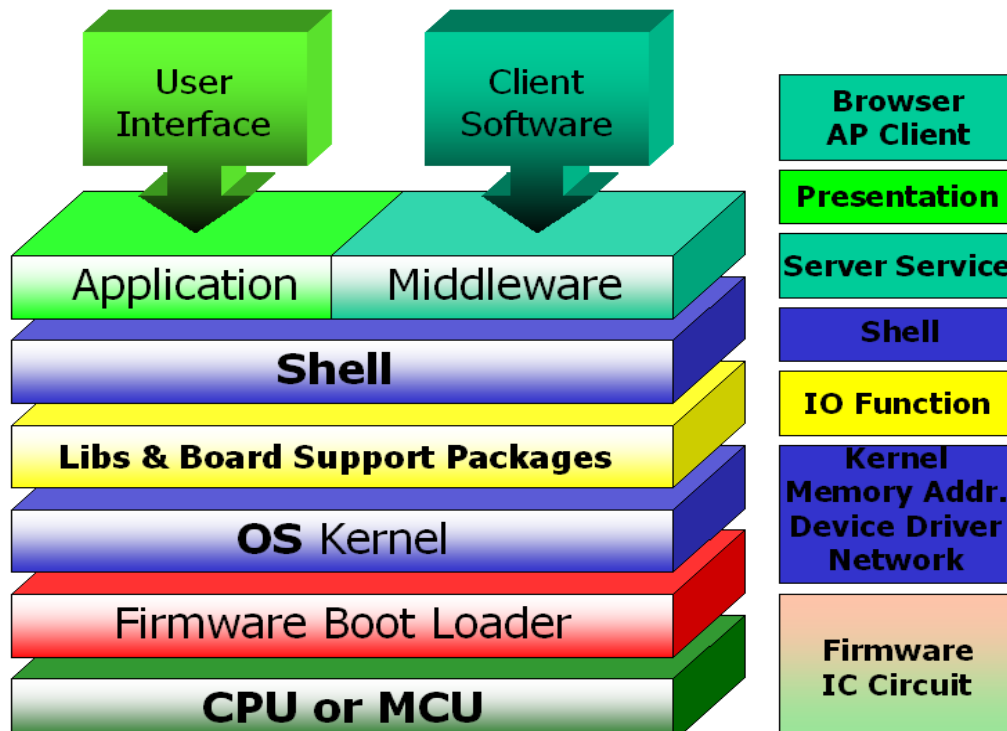 User
Interface
Client
Software
Application
Middleware
Shell
Libs & Board Support Packages
OS Kernel
Firmware Boot Loader
CPU or MCU
Browser
AP Client
Presentation
Server Service
Shell
IO Function
Kernel
Memory Addr.
Device Driver
Network
Firmware
IC Circuit